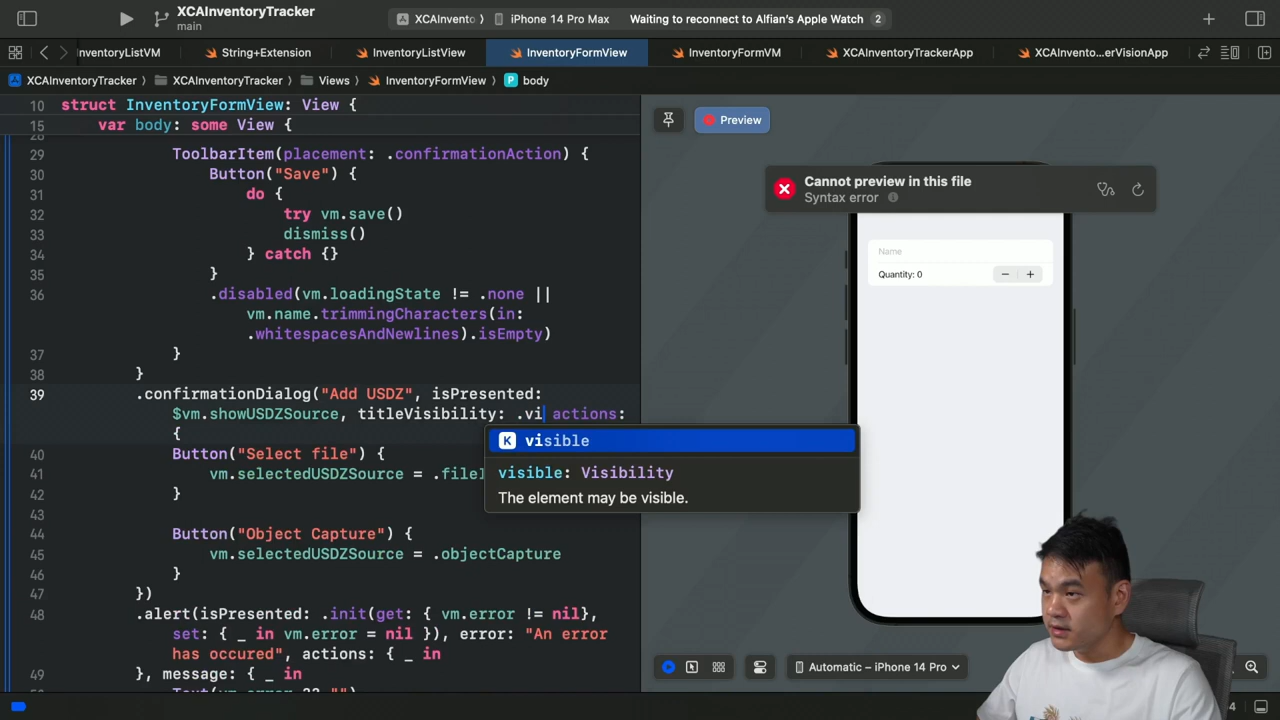 XCAInventoryTracker
main
XCAInvento 〉 iPhone 14 Pro Max Waiting to reconnect to Alfian's Apple Watch 2
nventoryListVM String+Extension InventoryListView InventoryFormView InventoryFormVM XCAInventoryTrackerApp XCAInvento...erVisionApp
XCAInventoryTracker 〉 XCAInventoryTracker 〉 Views 〉 InventoryFormView 〉 P body
10 struct InventoryFormView: View {
15 var body: some View {
29 ToolbarItem(placement: .confirmationAction) {
30 Button("Save") {
31 do {
32 try vm.save()
33 dismiss()
34 } catch {}
35 }
36 .disabled(vm.loadingState != .none ||
vm.name.trimmingCharacters(in:
.whitespacesAndNewlines).isEmpty)
37 }
38 }
39 .confirmationDialog("Add USDZ", isPresented:
$vm.showUSDZSource, titleVisibility: .vi actions:
{
40 Button("Select file") {
41 vm.selectedUSDZSource = .file
42 }
43
44 Button("Object Capture") {
45 vm.selectedUSDZSource = .objectCapture
46 }
47 })
48 .alert(isPresented: .init(get: { vm.error != nil},
set: { _ in vm.error = nil }), error: "An error
has occured", actions: { _ in
49 }, message: { _ in
Text(vm.error ?? "")
K visible
visible: Visibility
The element may be visible.
Preview
Cannot preview in this file
Syntax error
Name
Quantity: 0 − +
Automatic – iPhone 14 Pro